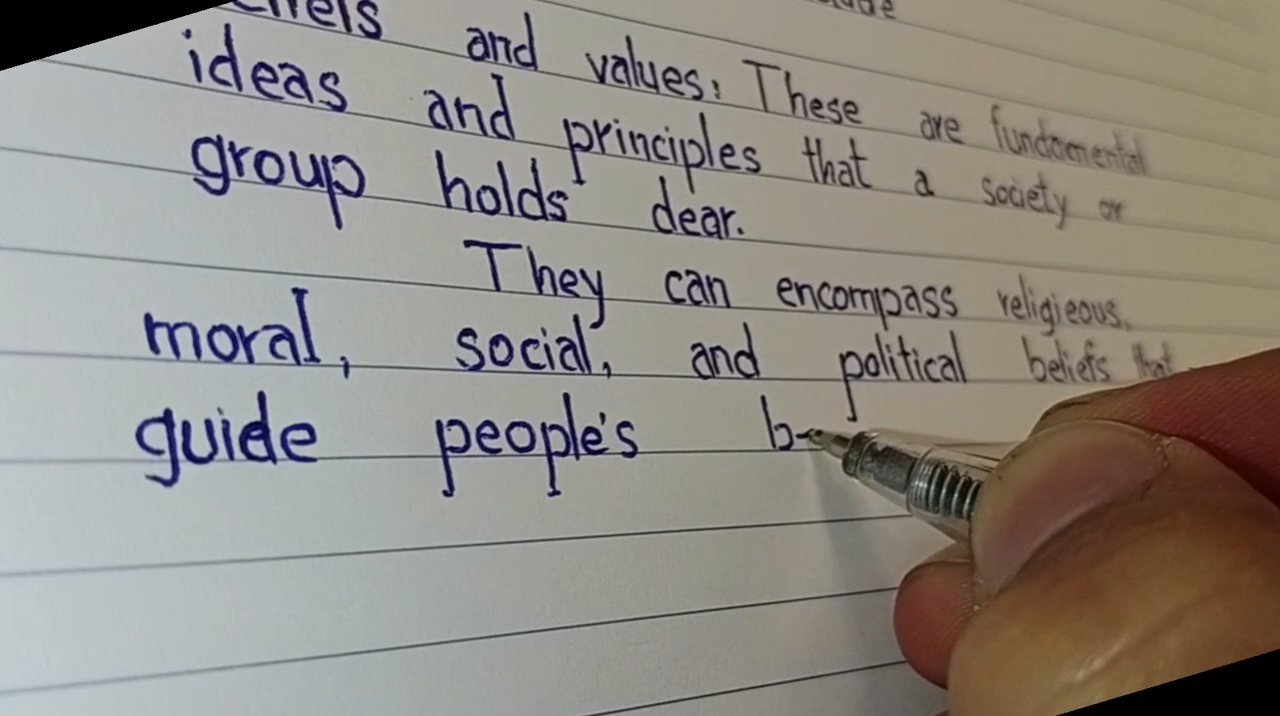 and values: These are fundamental
ideas and principles that a society or
group holds dear.
They can encompass religieous,
moral, social, and political beliefs that
guide people's